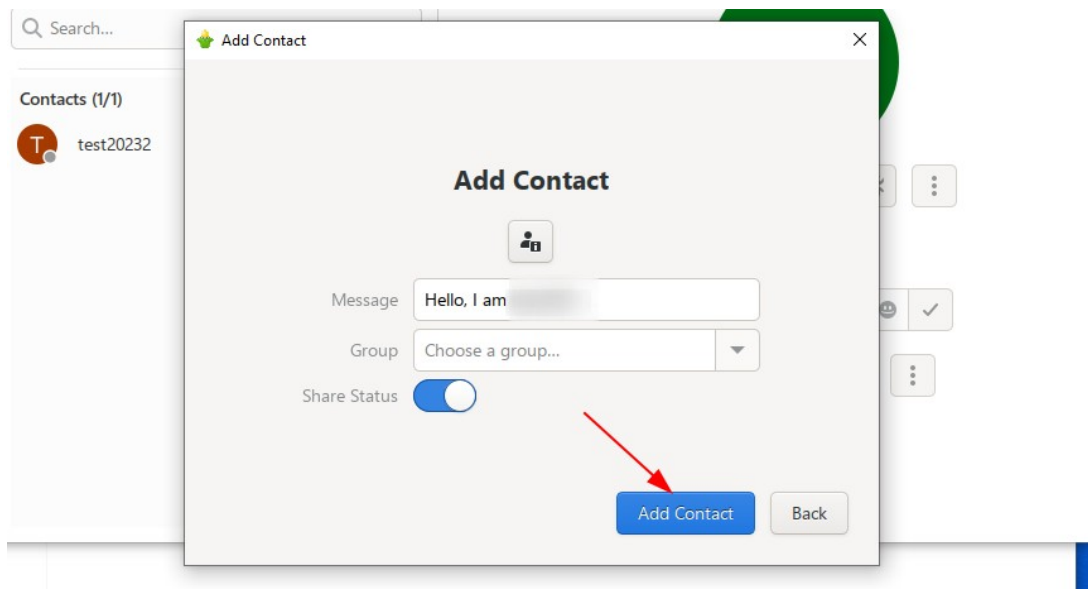 Search...
Add Contact
Contacts (1/1)
T
test20232
Add Contact
Message
Hello, I am
Group
Choose a group...
Share Status
Add Contact
Back